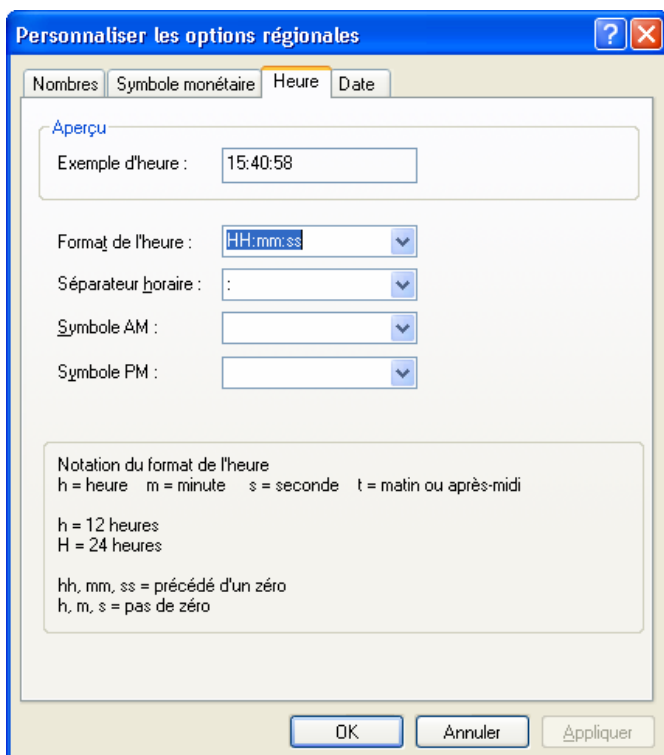 Personnaliser les options régionales
Nombres Symbole monétaire Heure Date
Aperçu
Exemple d'heure : 15:40:58
Format de l'heure : HH:mm:ss
Séparateur horaire : :
Symbole AM :
Symbole PM :
Notation du format de l'heure
h = heure m = minute s = seconde t = matin ou après-midi
h = 12 heures
H = 24 heures
hh, mm, ss = précédé d'un zéro
h, m, s = pas de zéro
OK Annuler Appliquer